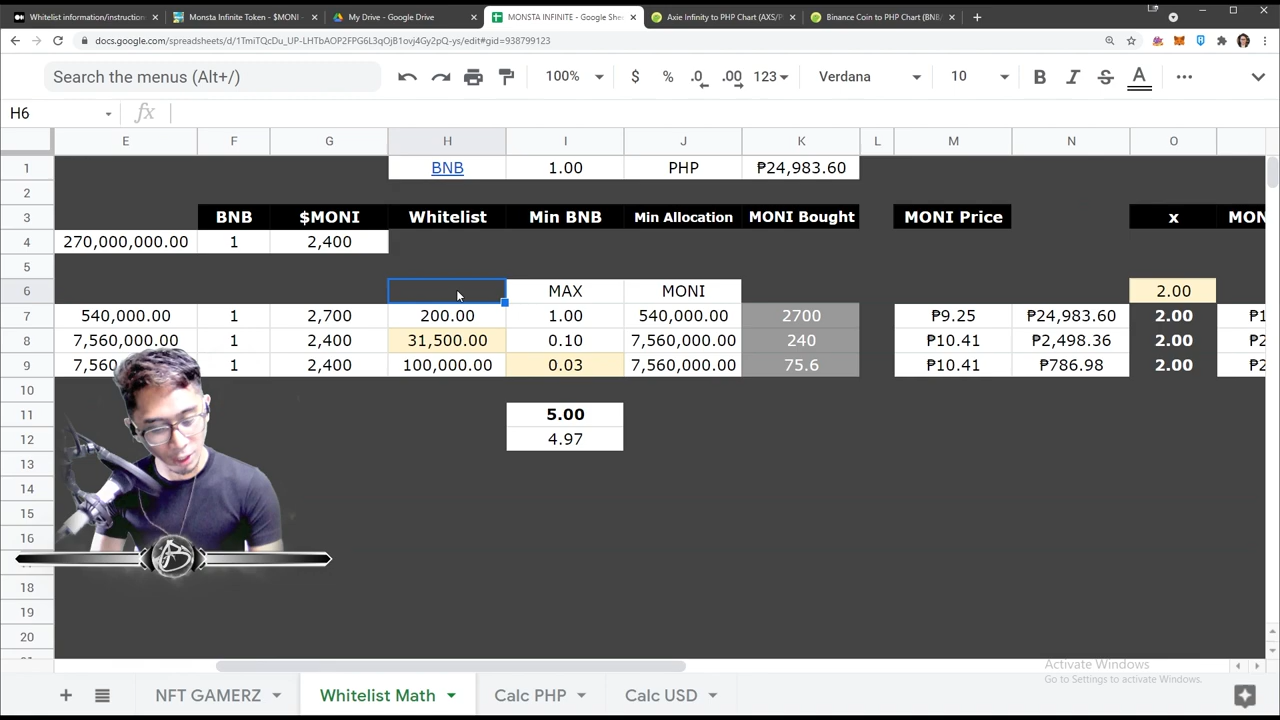 Whitelist information/instruction
Monsta Infinite Token - $MONI -
My Drive - Google Drive
MONSTA INFINITE - Google She
Axie Infinity to PHP Chart (AXS/P
Binance Coin to PHP Chart (BNB/
docs.google.com/spreadsheets/d/1TmiTQcDu_UP-LHTbAOP2FPG6L3qOjB1ovj4Gy2pQ-ys/edit#gid=938799123
Search the menus (Alt+/) 100% $ % .0 .00 123 Verdana 10 B I S A
H6 fx
E F G H I J K L M N O
1 BNB 1.00 PHP ₱24,983.60
2
3 BNB $MONI Whitelist Min BNB Min Allocation MONI Bought MONI Price x MON
4 270,000,000.00 1 2,400
5
6 MAX MONI 2.00
7 540,000.00 1 2,700 200.00 1.00 540,000.00 2700 ₱9.25 ₱24,983.60 2.00 ₱1
8 7,560,000.00 1 2,400 31,500.00 0.10 7,560,000.00 240 ₱10.41 ₱2,498.36 2.00 ₱2
9 7,560 1 2,400 100,000.00 0.03 7,560,000.00 75.6 ₱10.41 ₱786.98 2.00 ₱2
10
11 5.00
12 4.97
13
14
15
16
18
19
20
Activate Windows
Go to Settings to activate Windows.
NFT GAMERZ Whitelist Math Calc PHP Calc USD